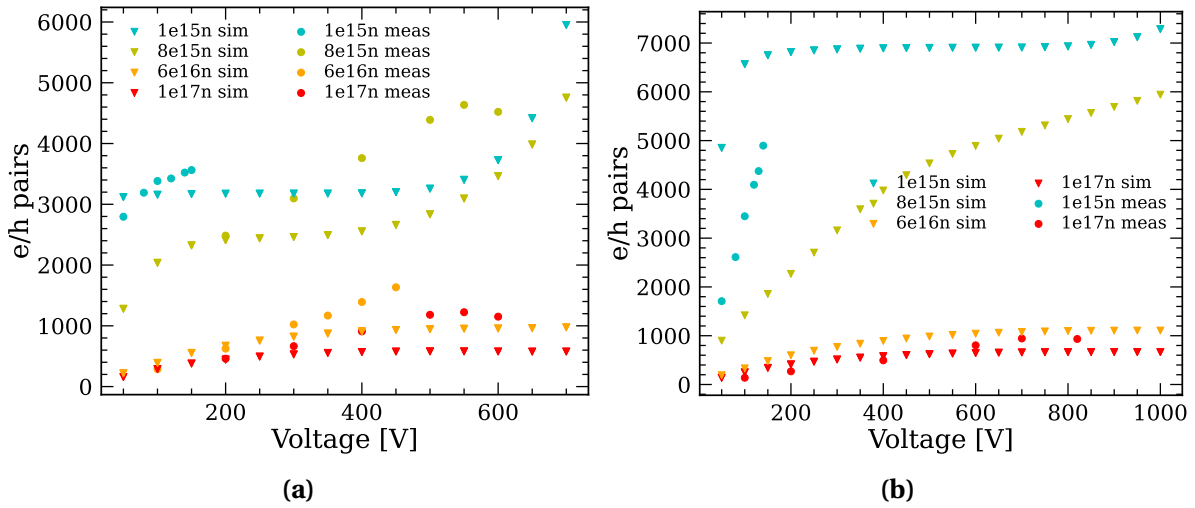 6000
5000
4000
3000
2000
1000
0
e/h pairs
1e15n sim
8e15n sim
6e16n sim
1e17n sim
1e15n meas
8e15n meas
6e16n meas
1e17n meas
200
400
600
Voltage [V]
(a)
7000
6000
5000
4000
3000
2000
1000
0
e/h pairs
1e15n sim
8e15n sim
6e16n sim
1e17n sim
1e15n meas
1e17n meas
200
400
600
800
1000
Voltage [V]
(b)